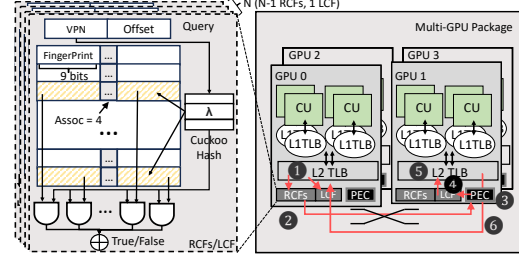 N (N-1 RCFs, 1 LCF)
VPN
Offset
Query
FingerPrint
...
9 bits
...
Assoc = 4
λ
...
Cuckoo
Hash
...
...
...
True/False
RCFs/LCF
Multi-GPU Package
GPU 2
GPU 3
GPU 0
GPU 1
CU
CU
CU
CU
L1TLB
L1TLB
L1TLB
L1TLB
1
L2 TLB
5
L2 TLB
4
RCFs
LCF
PEC
RCFs
LCF
PEC
3
2
6